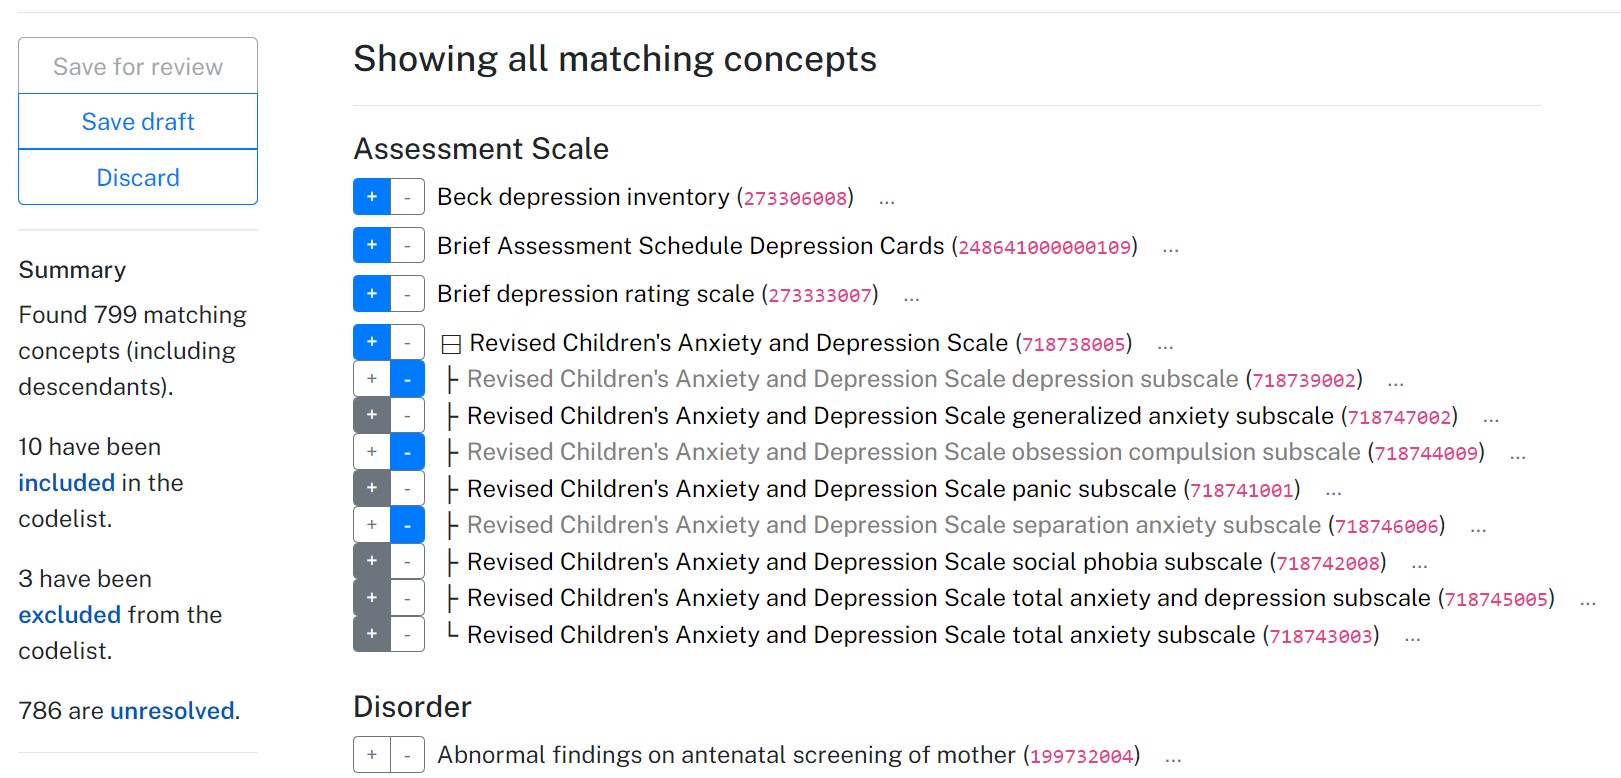 Save for review
Save draft
Discard
Summary
Found 799 matching
concepts (including
descendants).
10 have been
included in the
codelist.
3 have been
excluded from the
codelist.
786 are unresolved.
Showing all matching concepts
Assessment Scale
+ - Beck depression inventory (273306008) ...
+ - Brief Assessment Schedule Depression Cards (248641000000109) ...
+ - Brief depression rating scale (273333007) ...
+ - ⊟ Revised Children's Anxiety and Depression Scale (718738005) ...
+ - ├ Revised Children's Anxiety and Depression Scale depression subscale (718739002) ...
+ - ├ Revised Children's Anxiety and Depression Scale generalized anxiety subscale (718747002) ...
+ - ├ Revised Children's Anxiety and Depression Scale obsession compulsion subscale (718744009) ...
+ - ├ Revised Children's Anxiety and Depression Scale panic subscale (718741001) ...
+ - ├ Revised Children's Anxiety and Depression Scale separation anxiety subscale (718746006) ...
+ - ├ Revised Children's Anxiety and Depression Scale social phobia subscale (718742008) ...
+ - ├ Revised Children's Anxiety and Depression Scale total anxiety and depression subscale (718745005) ...
+ - └ Revised Children's Anxiety and Depression Scale total anxiety subscale (718743003) ...
Disorder
+ - Abnormal findings on antenatal screening of mother (199732004) ...